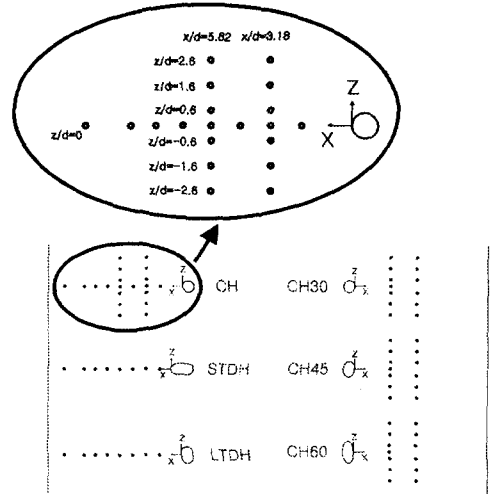 x/d=5.82 x/d=3.18
z/d=2.6
z/d=1.6
z/d=0.6
z/d=0
z/d=-0.6
z/d=-1.6
z/d=-2.6
Z
X
z
x
CH
CH30
z
x
z
x
STDH
CH45
z
x
z
x
LTDH
CH60
z
x